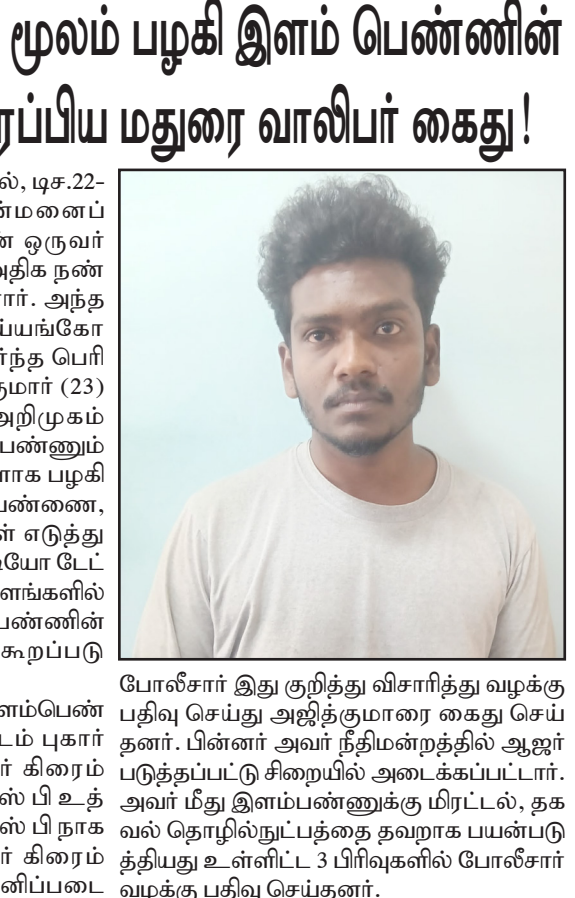 மூலம் பழகி இளம் பெண்ணின்
ரப்பிய மதுரை வாலிபர் கைது!
ல், டிச.22-
ன்மனைப்
ன் ஒருவர்
அதிக நண்
ளார். அந்த
ய்யங்கோ
ர்ந்த பெரி
குமார் (23)
அறிமுகம்
பண்ணும்
ளாக பழகி
பண்ணை,
ள் எடுத்து
டியோ டேட்
ளங்களில்
பண்ணின்
கூறப்படு
ளம்பெண்
டம் புகார்
ர் கிரைம்
ஸ் பி உத்
ஸ் பி நாக
ர் கிரைம்
னிப்படை
போலீசார் இது குறித்து விசாரித்து வழக்கு
பதிவு செய்து அஜித்குமாரை கைது செய்
தனர். பின்னர் அவர் நீதிமன்றத்தில் ஆஜர்
படுத்தப்பட்டு சிறையில் அடைக்கப்பட்டார்.
அவர் மீது இளம்பண்ணுக்கு மிரட்டல், தக
வல் தொழில்நுட்பத்தை தவறாக பயன்படு
த்தியது உள்ளிட்ட 3 பிரிவுகளில் போலீசார்
வழக்கு பதிவு செய்தனர்.